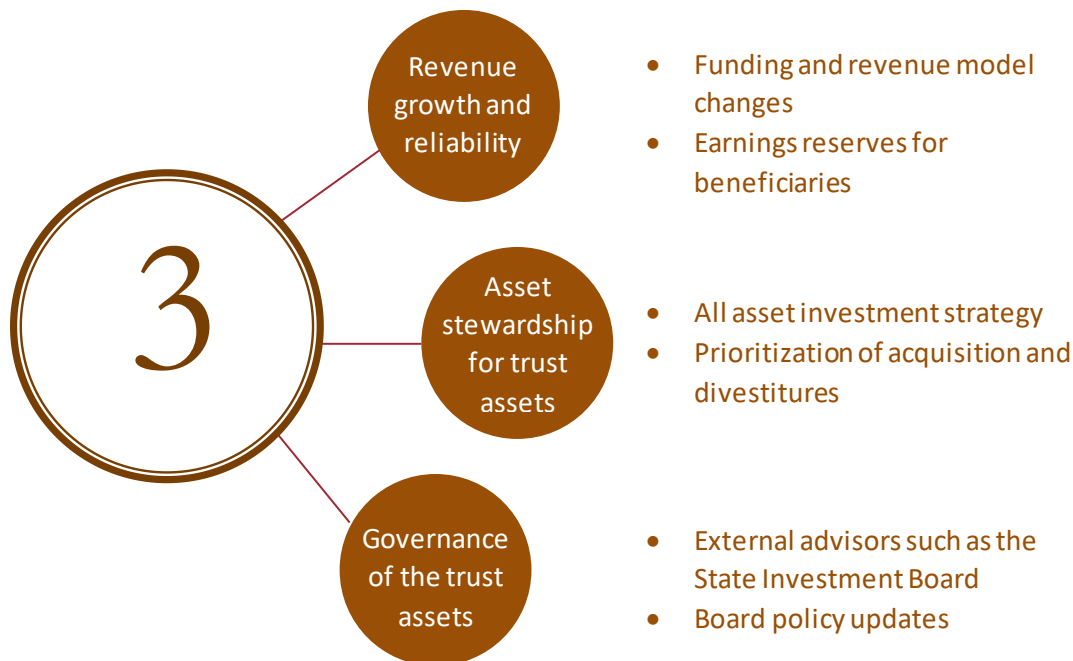 3
Revenue
growth and
reliability
• Funding and revenue model
changes
• Earnings reserves for
beneficiaries
Asset
stewardship
for trust
assets
• All asset investment strategy
• Prioritization of acquisition and
divestitures
Governance
of the trust
assets
• External advisors such as the
State Investment Board
• Board policy updates